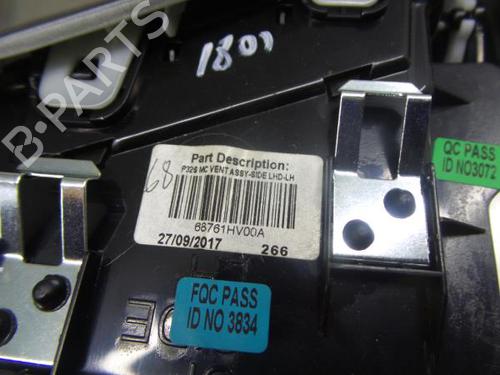 1801
QC PASS
ID NO3072
68
Part Description:
P32S MC VENT ASSY-SIDE LHD-LH
68761HV00A
27/09/2017 266
FQC PASS
ID NO 3834
B-PARTS